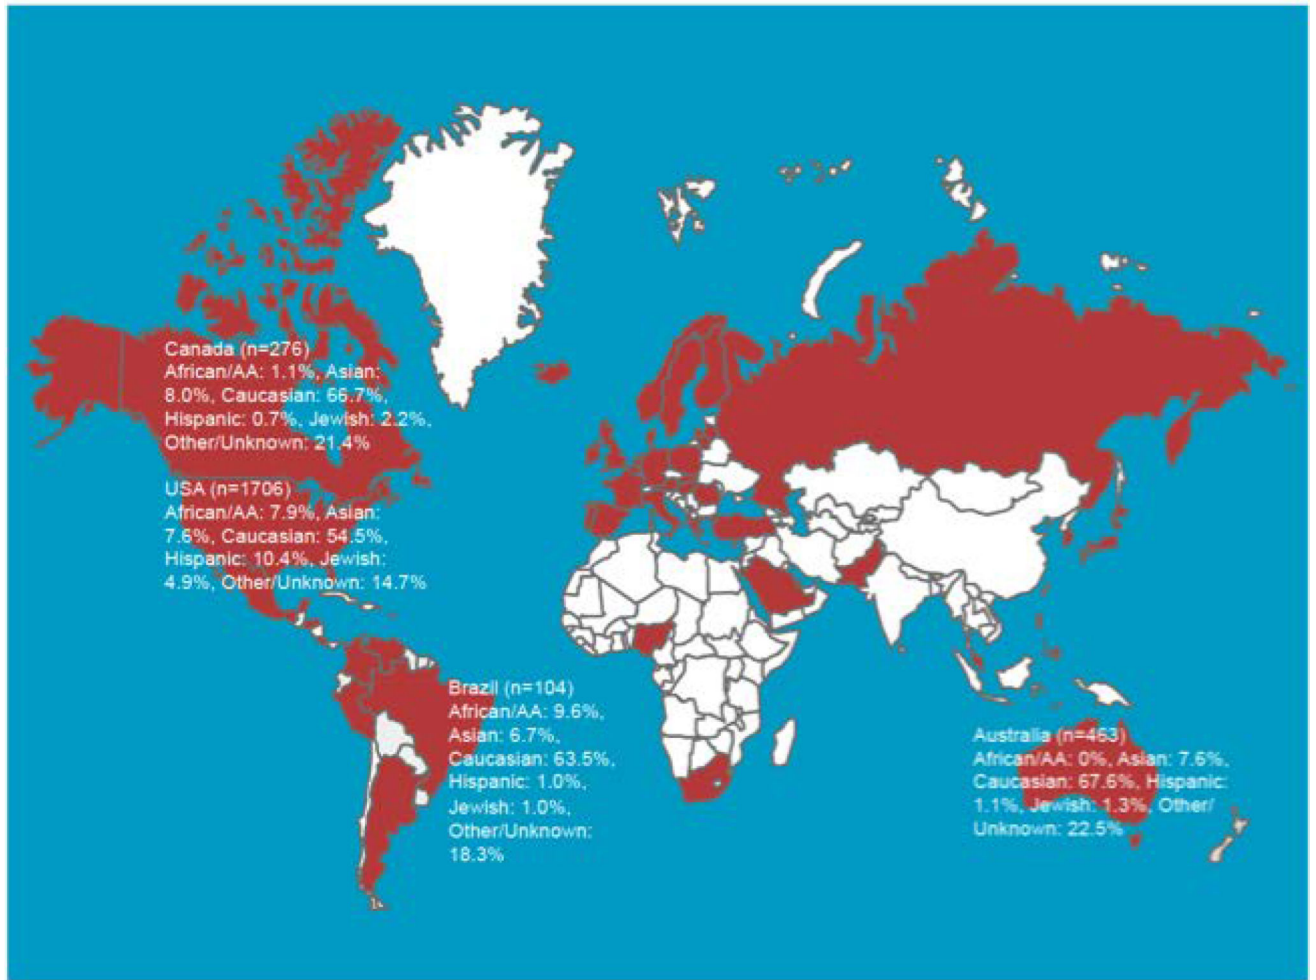 Canada (n=276)
African/AA: 1.1%, Asian:
8.0%, Caucasian: 66.7%,
Hispanic: 0.7%, Jewish: 2.2%,
Other/Unknown: 21.4%
USA (n=1706)
African/AA: 7.9%, Asian:
7.6%, Caucasian: 54.5%,
Hispanic: 10.4%, Jewish:
4.9%, Other/Unknown: 14.7%
Brazil (n=104)
African/AA: 9.6%,
Asian: 6.7%,
Caucasian: 63.5%,
Hispanic: 1.0%,
Jewish: 1.0%,
Other/Unknown:
18.3%
Australia (n=463)
African/AA: 0%, Asian: 7.6%,
Caucasian: 67.6%, Hispanic:
1.1%, Jewish: 1.3%, Other/
Unknown: 22.5%